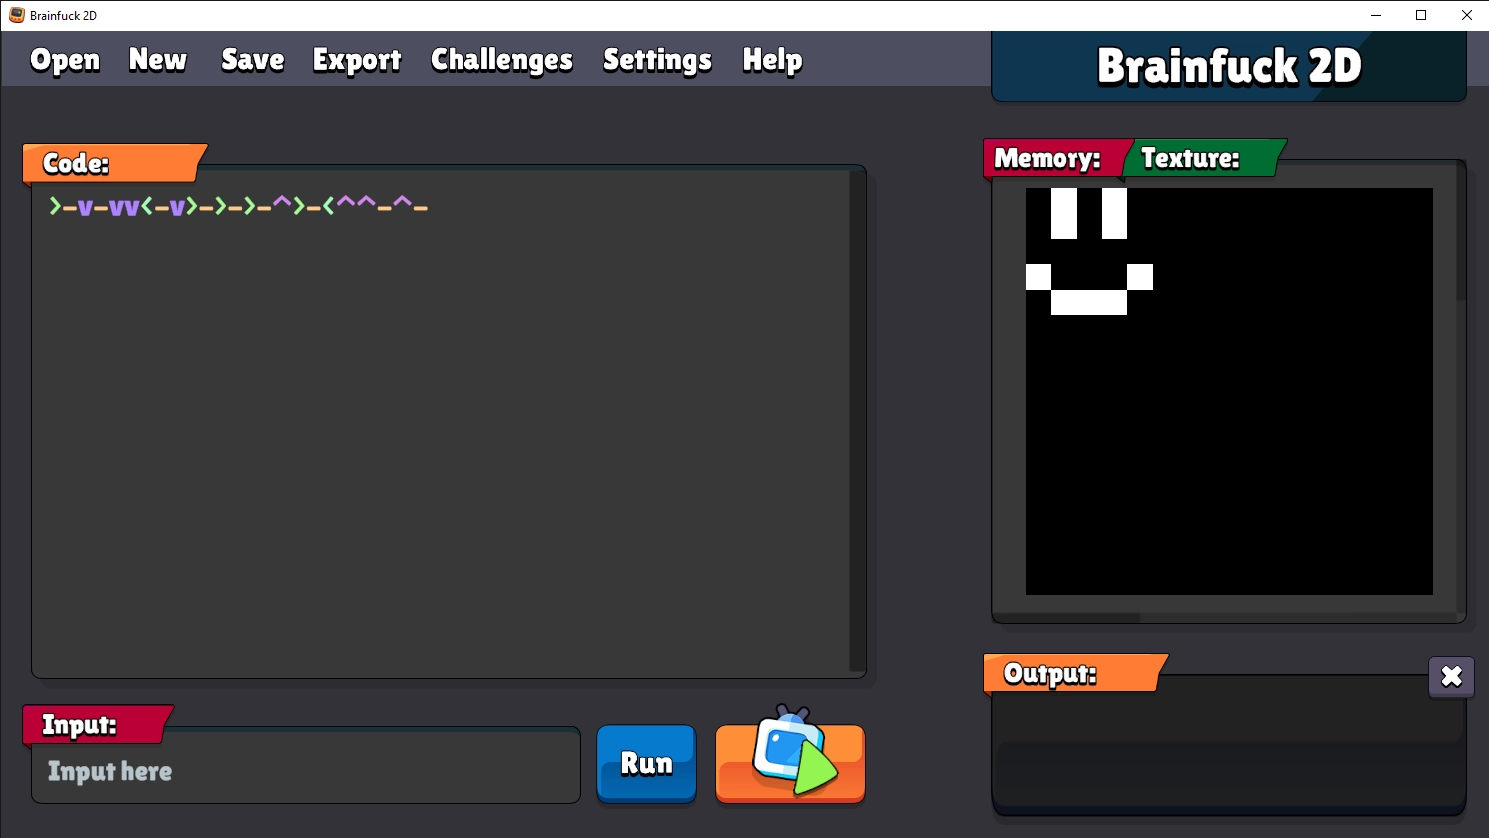 Brainfuck 2D
Open New Save Export Challenges Settings Help
Brainfuck 2D
Code:
>-v-vv<-v>->->-^>-<^^-^-
Memory: Texture:
Output:
Input:
Input here
Run